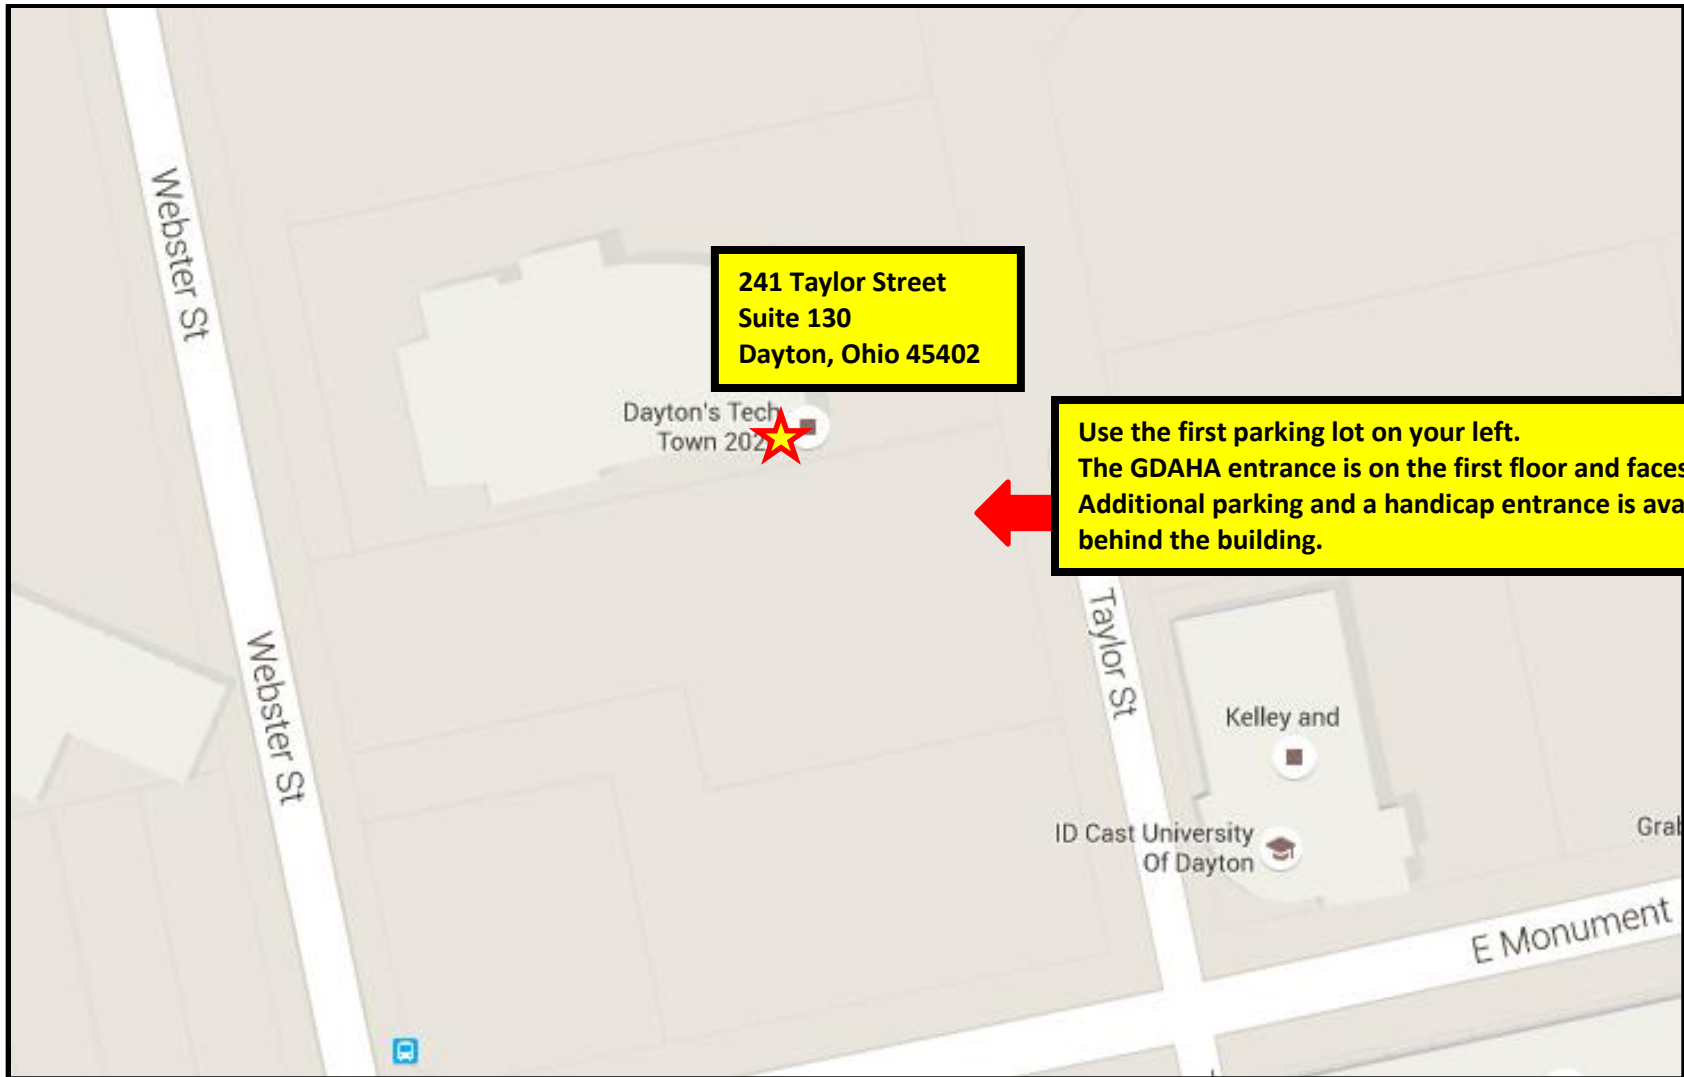 Webster St
241 Taylor Street
Suite 130
Dayton, Ohio 45402
Dayton's Tech
Town 202
Use the first parking lot on your left.
The GDAHA entrance is on the first floor and faces
Additional parking and a handicap entrance is ava
behind the building.
Taylor St
Webster St
Kelley and
ID Cast University
Of Dayton
Grab
E Monument